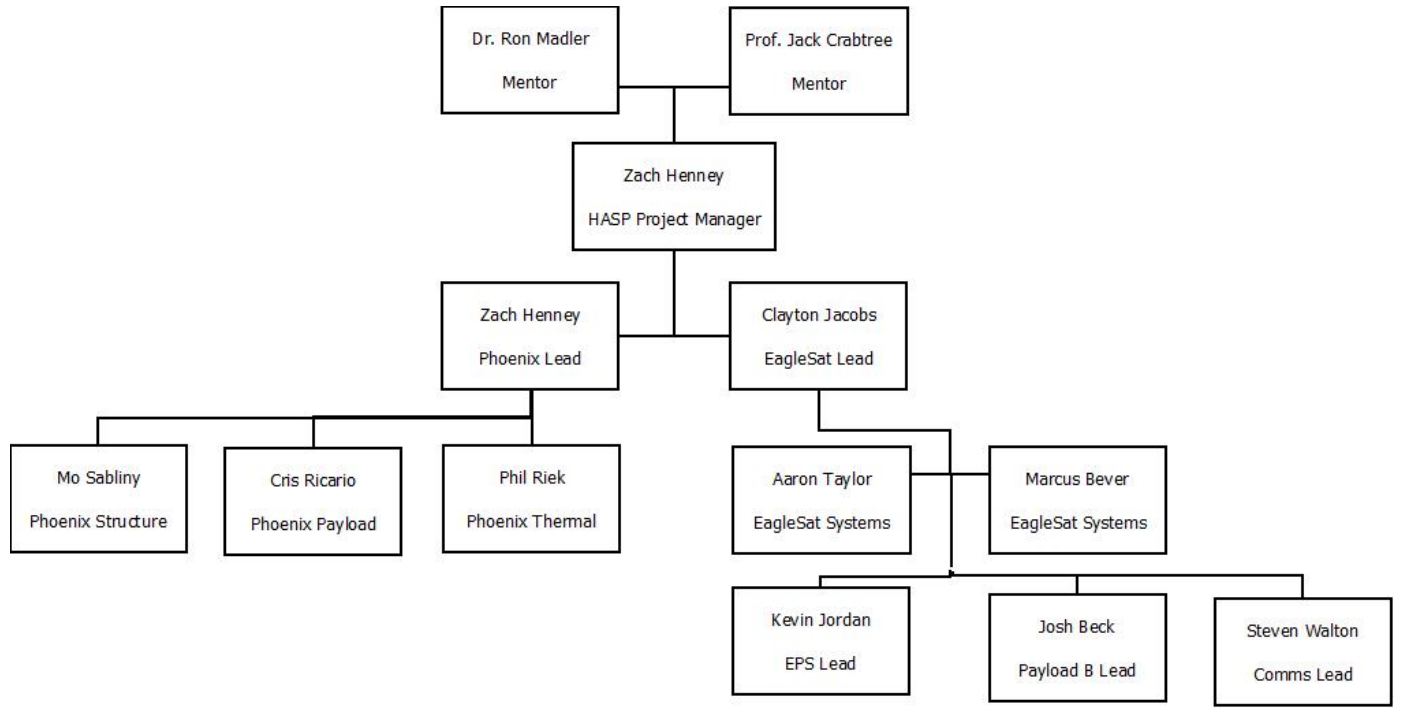 Dr. Ron Madler
Mentor
Prof. Jack Crabtree
Mentor
Zach Henney
HASP Project Manager
Zach Henney
Phoenix Lead
Clayton Jacobs
EagleSat Lead
Mo Sabliny
Phoenix Structure
Cris Ricario
Phoenix Payload
Phil Riek
Phoenix Thermal
Aaron Taylor
EagleSat Systems
Marcus Bever
EagleSat Systems
Kevin Jordan
EPS Lead
Josh Beck
Payload B Lead
Steven Walton
Comms Lead